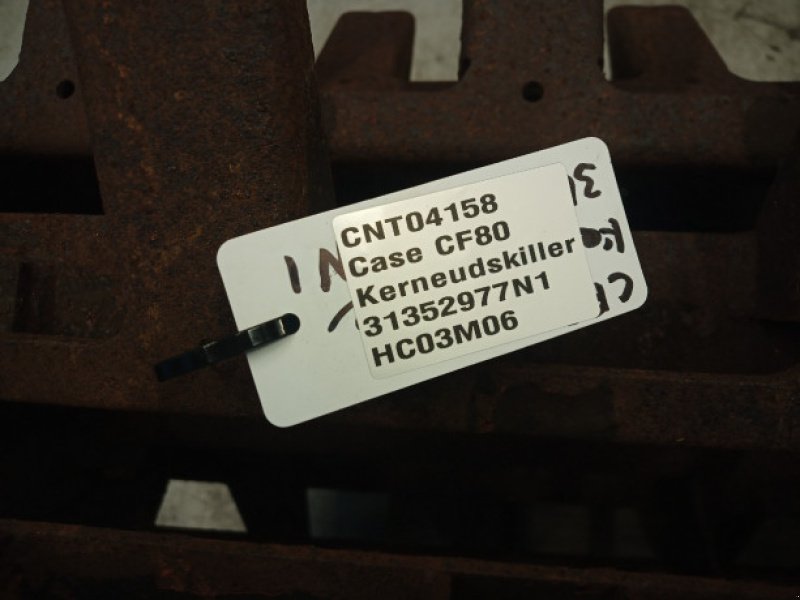 CNT04158
Case CF80
Kerneudskiller
31352977N1
HC03M06